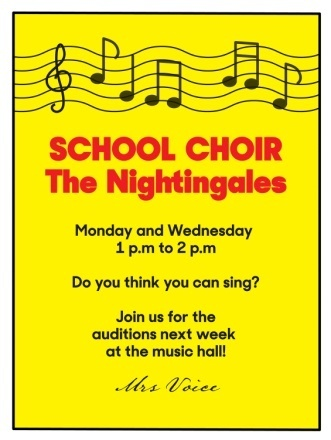 SCHOOL CHOIR
The Nightingales
Monday and Wednesday
1 p.m to 2 p.m
Do you think you can sing?
Join us for the
auditions next week
at the music hall!
Mrs Voice